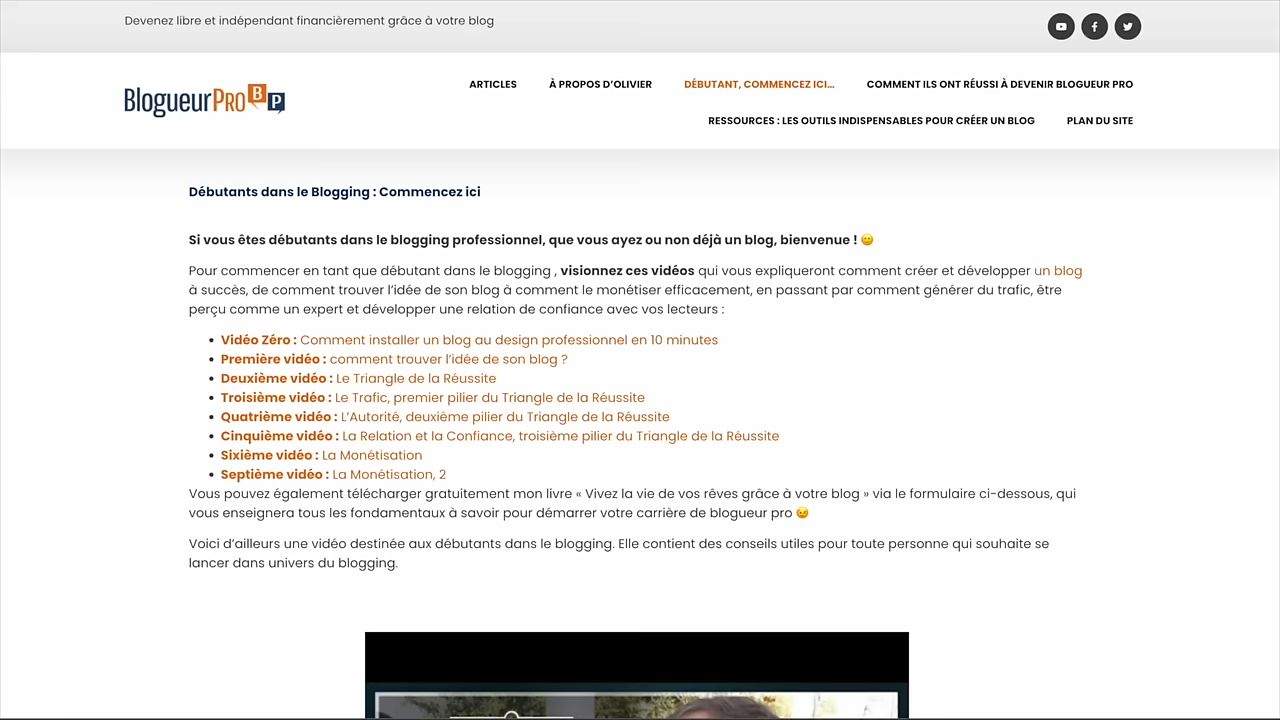 Devenez libre et indépendant financièrement grâce à votre blog
BlogueurPRO B P
ARTICLES À PROPOS D'OLIVIER DÉBUTANT, COMMENCEZ ICI... COMMENT ILS ONT RÉUSSI À DEVENIR BLOGUEUR PRO
RESSOURCES : LES OUTILS INDISPENSABLES POUR CRÉER UN BLOG PLAN DU SITE
Débutants dans le Blogging : Commencez ici
Si vous êtes débutants dans le blogging professionnel, que vous ayez ou non déjà un blog, bienvenue ! 🙂
Pour commencer en tant que débutant dans le blogging , visionnez ces vidéos qui vous expliqueront comment créer et développer un blog
à succès, de comment trouver l'idée de son blog à comment le monétiser efficacement, en passant par comment générer du trafic, être
perçu comme un expert et développer une relation de confiance avec vos lecteurs :
• Vidéo Zéro : Comment installer un blog au design professionnel en 10 minutes
• Première vidéo : comment trouver l'idée de son blog ?
• Deuxième vidéo : Le Triangle de la Réussite
• Troisième vidéo : Le Trafic, premier pilier du Triangle de la Réussite
• Quatrième vidéo : L'Autorité, deuxième pilier du Triangle de la Réussite
• Cinquième vidéo : La Relation et la Confiance, troisième pilier du Triangle de la Réussite
• Sixième vidéo : La Monétisation
• Septième vidéo : La Monétisation, 2
Vous pouvez également télécharger gratuitement mon livre « Vivez la vie de vos rêves grâce à votre blog » via le formulaire ci-dessous, qui
vous enseignera tous les fondamentaux à savoir pour démarrer votre carrière de blogueur pro 😉
Voici d'ailleurs une vidéo destinée aux débutants dans le blogging. Elle contient des conseils utiles pour toute personne qui souhaite se
lancer dans univers du blogging.